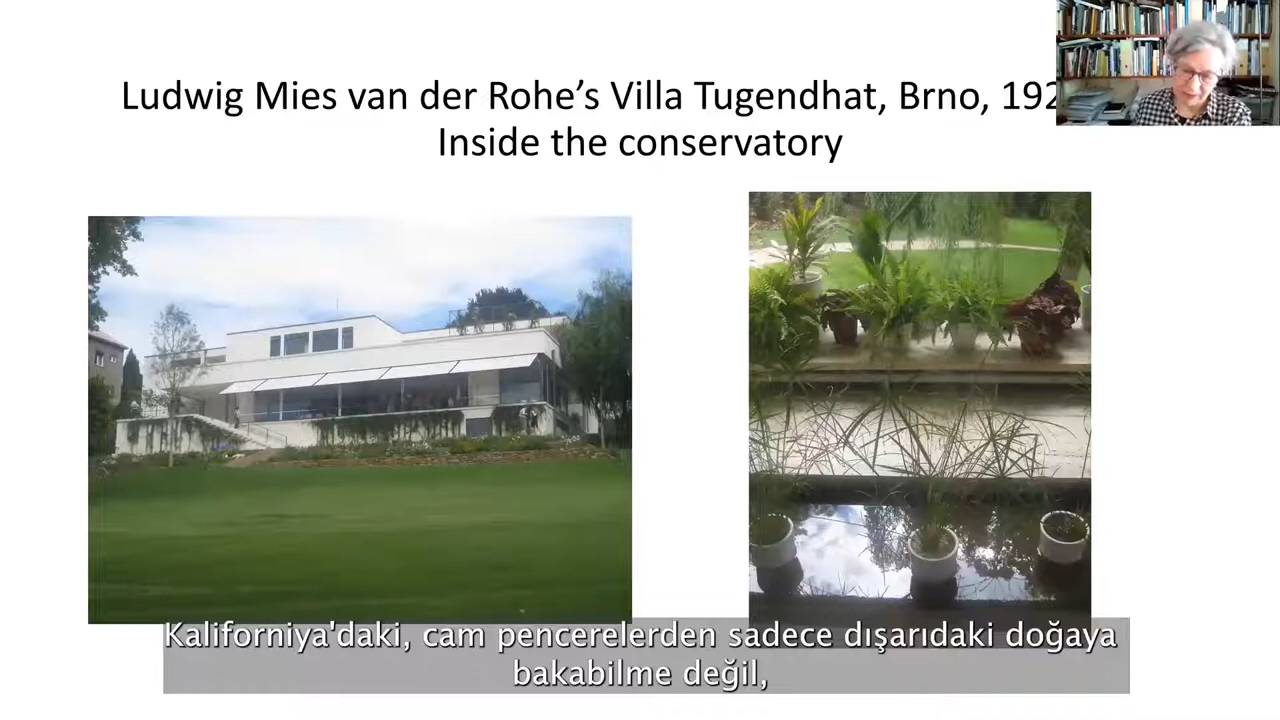 Ludwig Mies van der Rohe’s Villa Tugendhat, Brno, 192
Inside the conservatory
Kaliforniya'daki, cam pencerelerden sadece dışarıdaki doğaya
bakabilme değil,